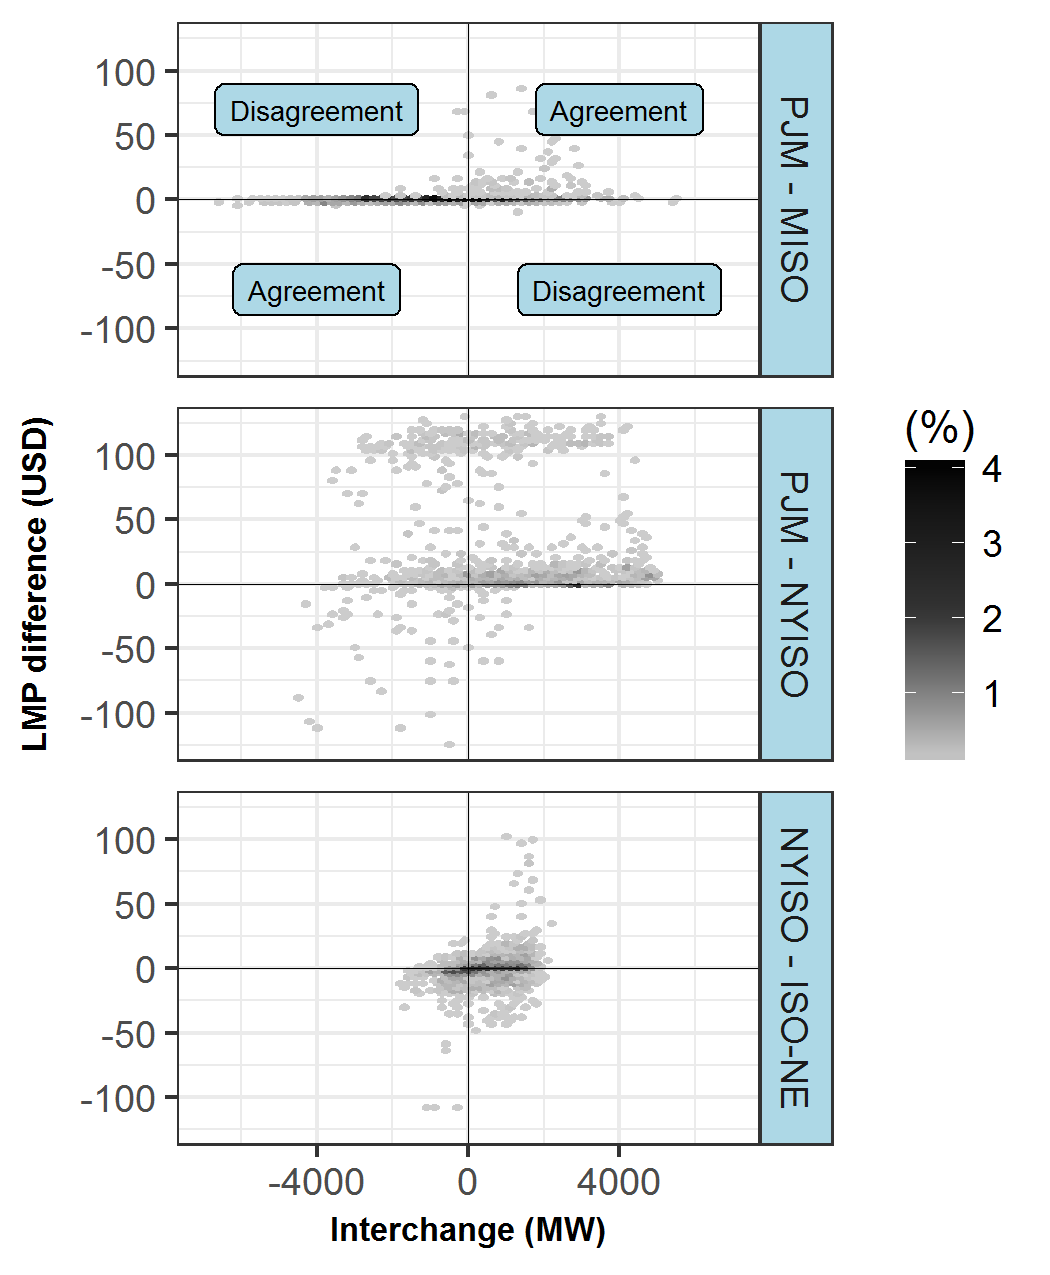 100
50
0
-50
-100
Disagreement
Agreement
Agreement
Disagreement
PJM - MISO
LMP difference (USD)
100
50
0
-50
-100
PJM - NYISO
(%)
4
3
2
1
100
50
0
-50
-100
NYISO - ISO-NE
-4000
0
4000
Interchange (MW)